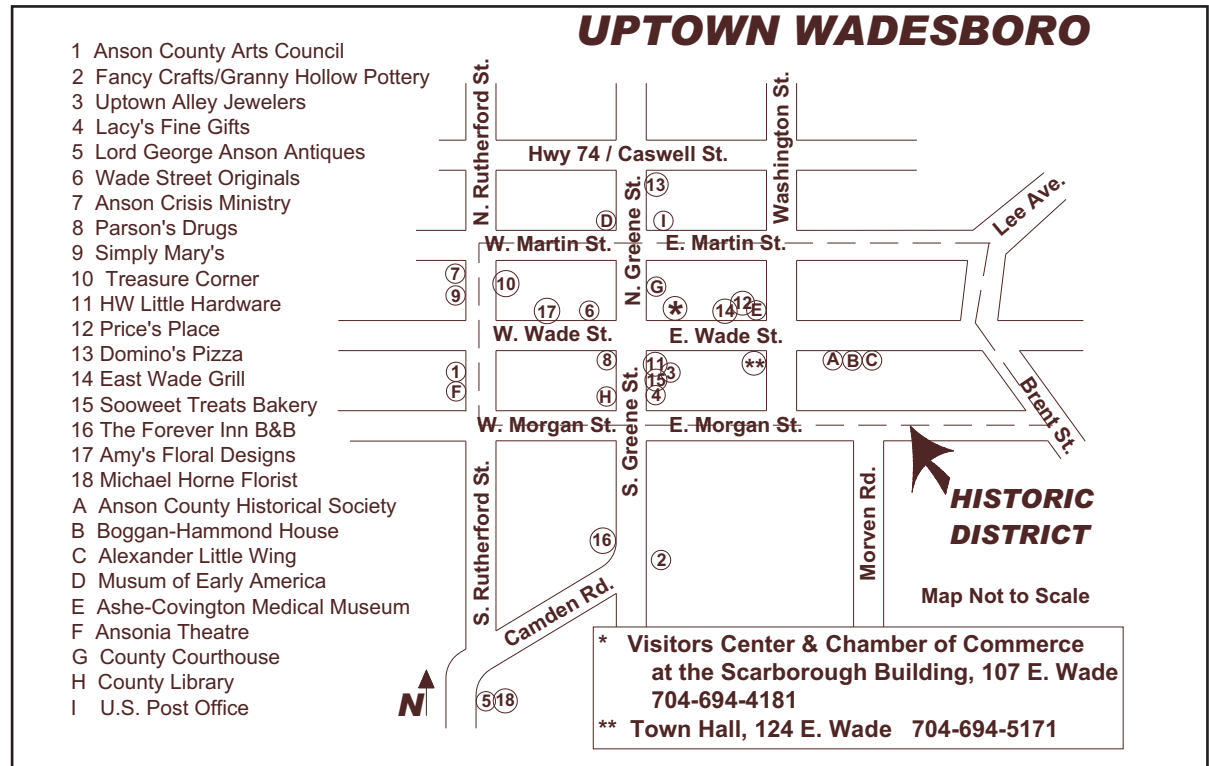 UPTOWN WADESBORO
1 Anson County Arts Council
2 Fancy Crafts/Granny Hollow Pottery
3 Uptown Alley Jewelers
4 Lacy's Fine Gifts
5 Lord George Anson Antiques
6 Wade Street Originals
7 Anson Crisis Ministry
8 Parson's Drugs
9 Simply Mary's
10 Treasure Corner
11 HW Little Hardware
12 Price's Place
13 Domino's Pizza
14 East Wade Grill
15 Sooweet Treats Bakery
16 The Forever Inn B&B
17 Amy's Floral Designs
18 Michael Horne Florist
A Anson County Historical Society
B Boggan-Hammond House
C Alexander Little Wing
D Musum of Early America
E Ashe-Covington Medical Museum
F Ansonia Theatre
G County Courthouse
H County Library
I U.S. Post Office
N. Rutherford St.
Washington St.
Hwy 74 / Caswell St.
N. Greene St.
13
D
I
Lee Ave.
W. Martin St.
E. Martin St.
7
9
10
G
17
6
*
14
12
E
W. Wade St.
E. Wade St.
1
F
8
H
11
3
15
4
**
A
B
C
S. Greene St.
Brent St.
W. Morgan St.
E. Morgan St.
S. Rutherford St.
Morven Rd.
HISTORIC
DISTRICT
16
2
Camden Rd.
Map Not to Scale
N
5
18
* Visitors Center & Chamber of Commerce
at the Scarborough Building, 107 E. Wade
704-694-4181
** Town Hall, 124 E. Wade 704-694-5171